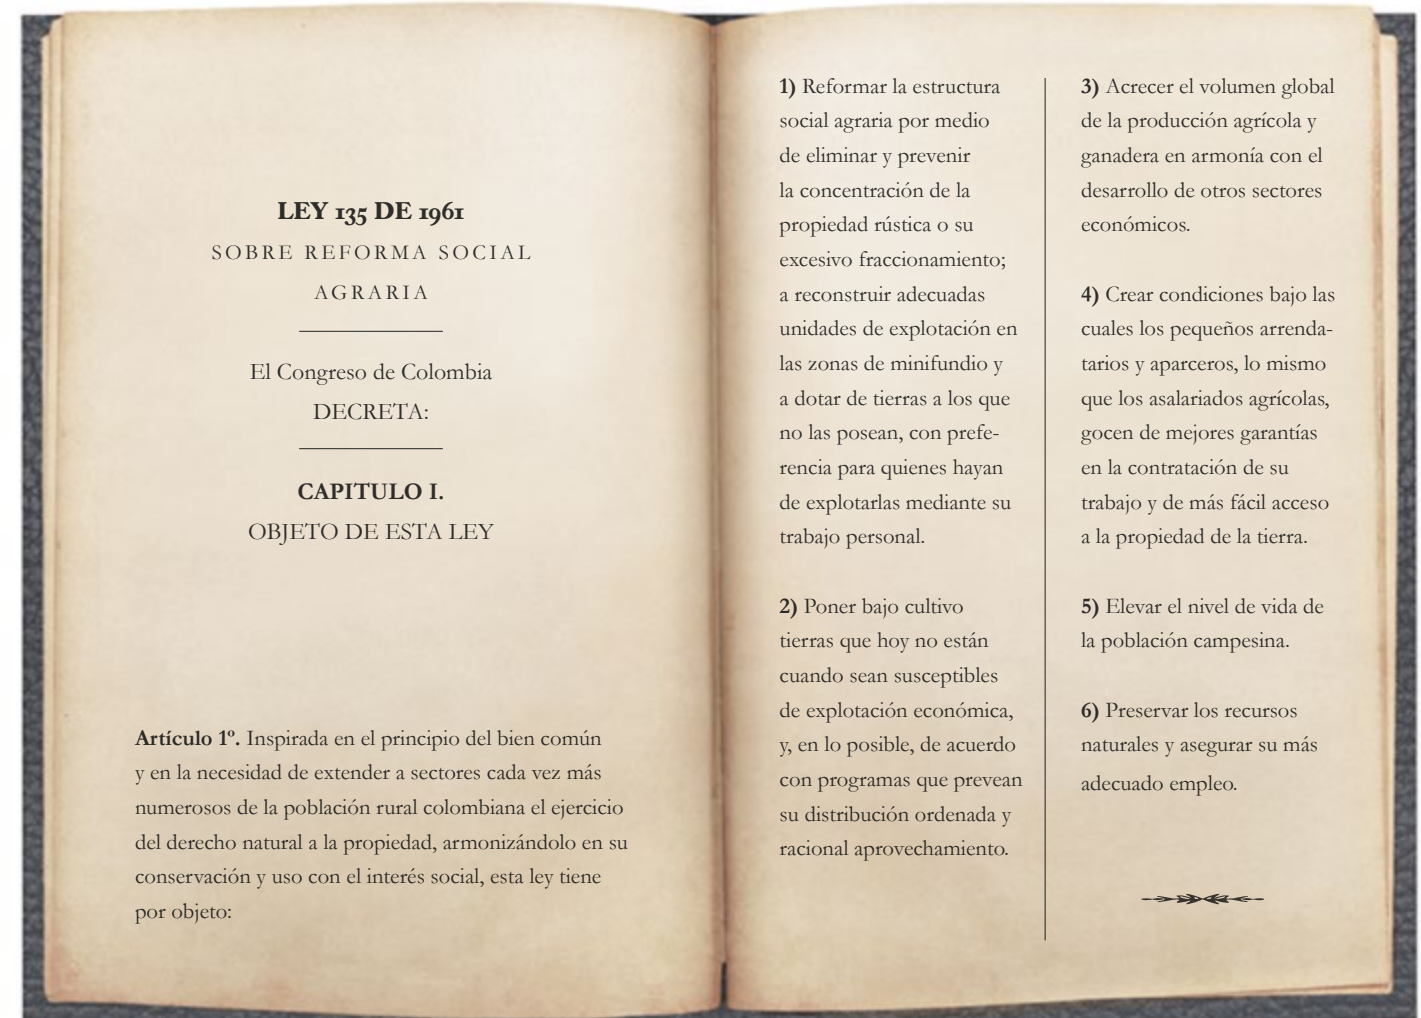 LEY 135 DE 1961
SOBRE REFORMA SOCIAL
AGRARIA
El Congreso de Colombia
DECRETA:
CAPITULO I.
OBJETO DE ESTA LEY
Artículo 1º. Inspirada en el principio del bien común
y en la necesidad de extender a sectores cada vez más
numerosos de la población rural colombiana el ejercicio
del derecho natural a la propiedad, armonizándolo en su
conservación y uso con el interés social, esta ley tiene
por objeto:
1) Reformar la estructura
social agraria por medio
de eliminar y prevenir
la concentración de la
propiedad rústica o su
excesivo fraccionamiento;
a reconstruir adecuadas
unidades de explotación en
las zonas de minifundio y
a dotar de tierras a los que
no las posean, con prefe-
rencia para quienes hayan
de explotarlas mediante su
trabajo personal.
2) Poner bajo cultivo
tierras que hoy no están
cuando sean susceptibles
de explotación económica,
y, en lo posible, de acuerdo
con programas que prevean
su distribución ordenada y
racional aprovechamiento.
3) Acrecer el volumen global
de la producción agrícola y
ganadera en armonía con el
desarrollo de otros sectores
económicos.
4) Crear condiciones bajo las
cuales los pequeños arrenda-
tarios y aparceros, lo mismo
que los asalariados agrícolas,
gocen de mejores garantías
en la contratación de su
trabajo y de más fácil acceso
a la propiedad de la tierra.
5) Elevar el nivel de vida de
la población campesina.
6) Preservar los recursos
naturales y asegurar su más
adecuado empleo.